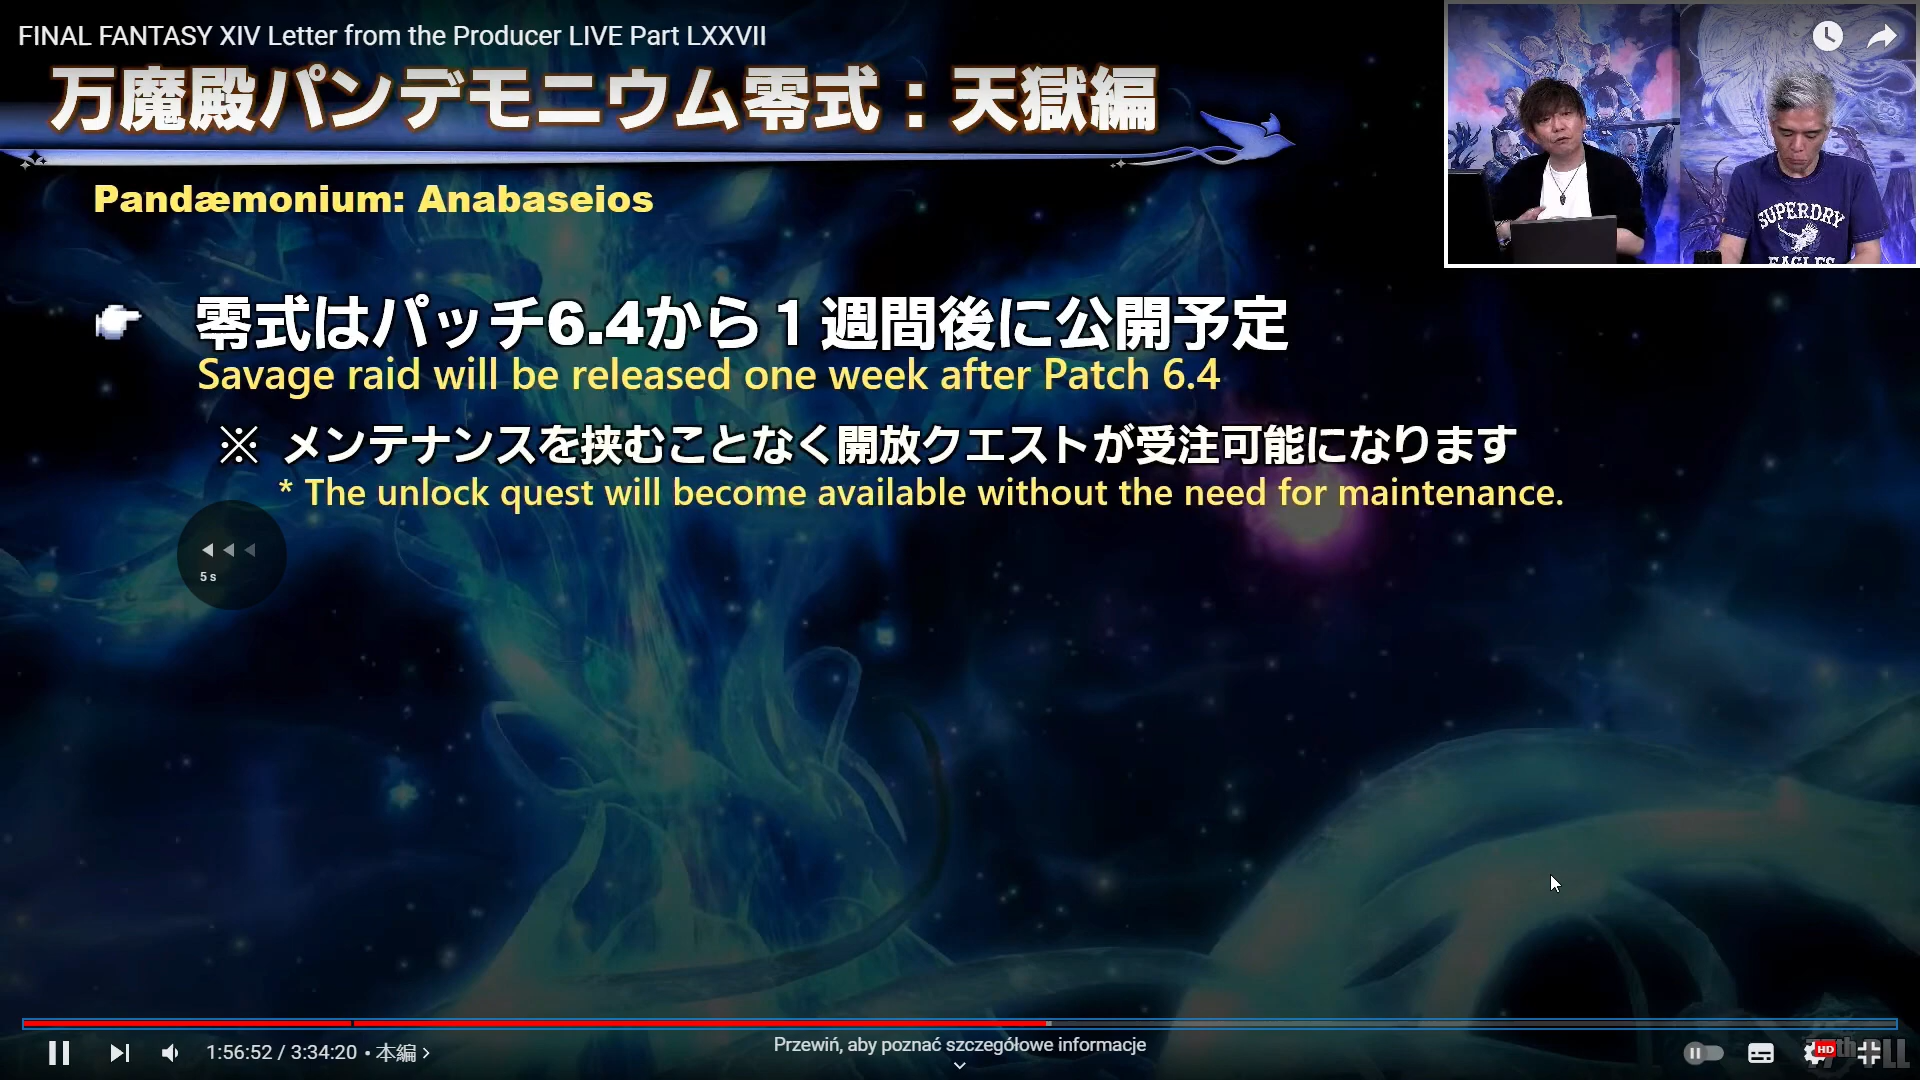 FINAL FANTASY XIV Letter from the Producer LIVE Part LXXVII
万魔殿パンデモニウム零式：天獄編
Pandæmonium: Anabaseios
零式はパッチ6.4から１週間後に公開予定
Savage raid will be released one week after Patch 6.4
※ メンテナンスを挟むことなく開放クエストが受注可能になります
* The unlock quest will become available without the need for maintenance.
SUPERDRY
EAGLES
5 s
1:56:52 / 3:34:20 • 本編
Przewiń, aby poznać szczegółowe informacje
HD
77th PLL